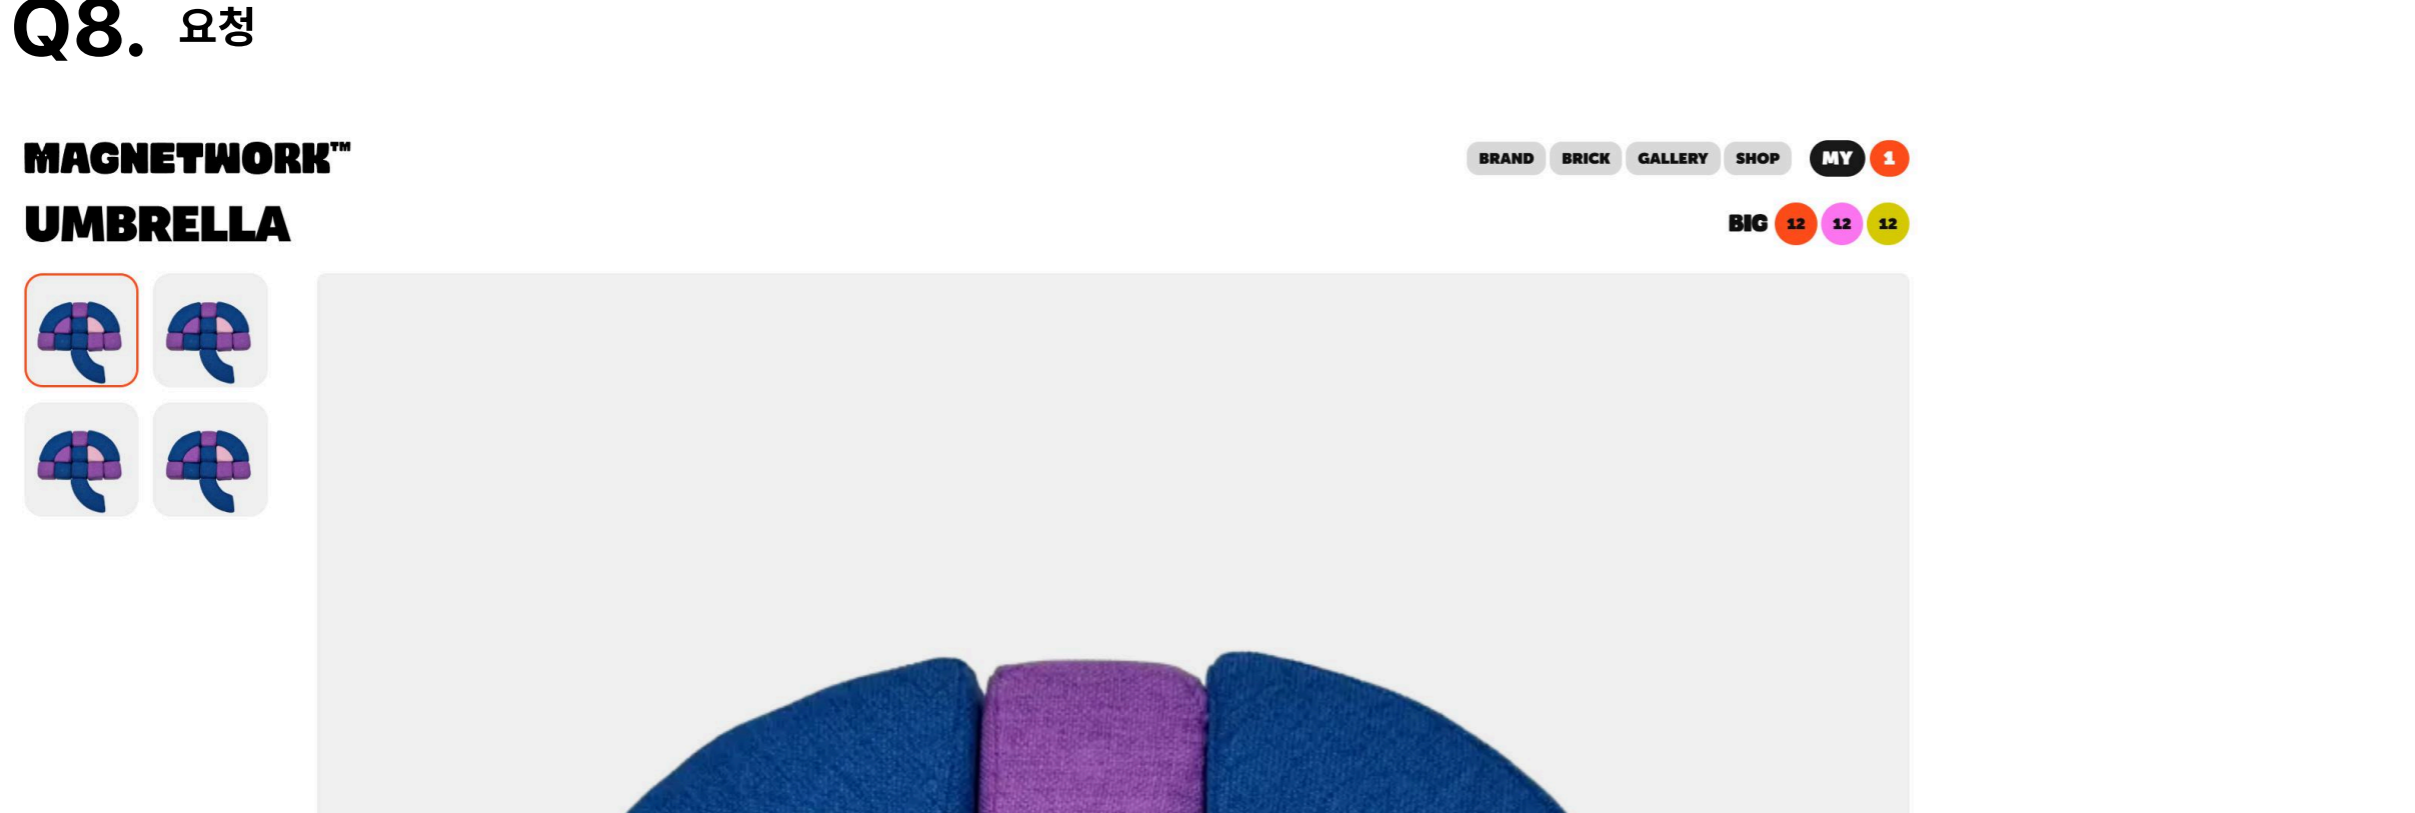 Q8. 요청
MAGNETWORK™
BRAND BRICK GALLERY SHOP MY 1
UMBRELLA
BIG 12 12 12